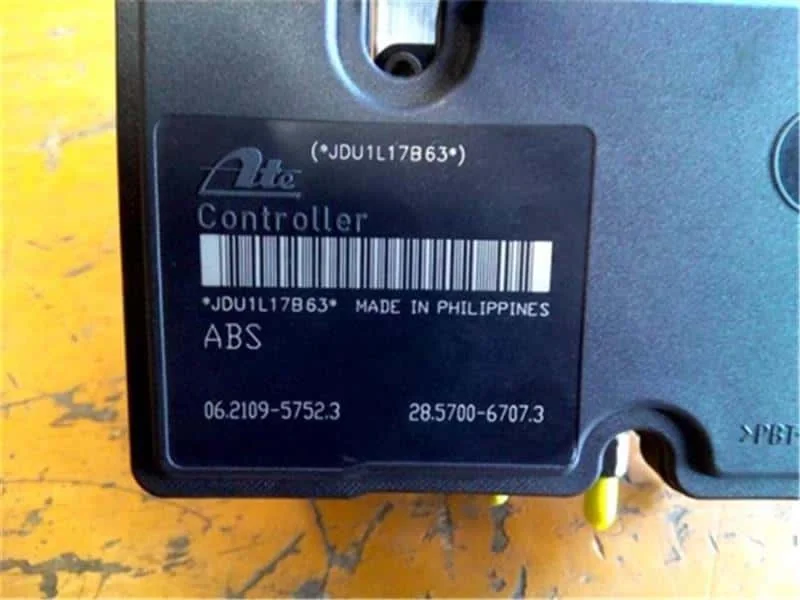 (*JDU1L17B63*)
Ate
Controller
*JDU1L17B63* MADE IN PHILIPPINES
ABS
06.2109-5752.3 28.5700-6707.3
>PBT-